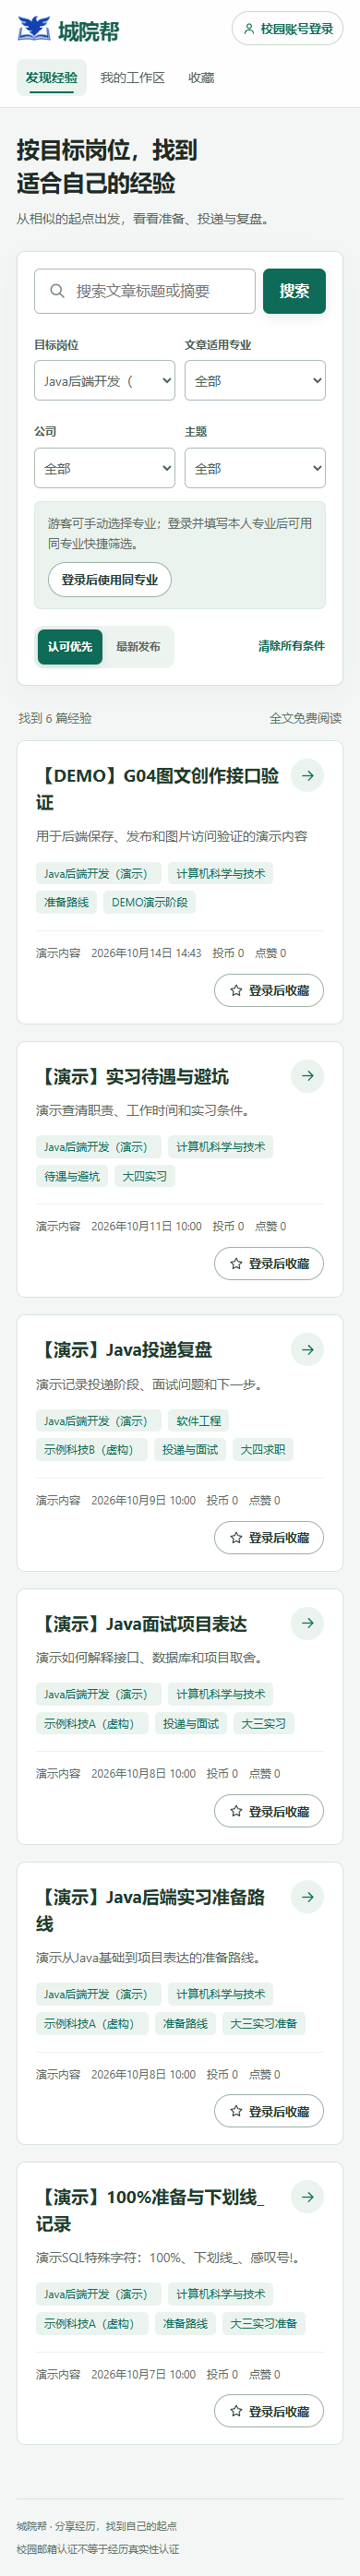 城院帮
校园账号登录
发现经验 我的工作区 收藏
按目标岗位，找到
适合自己的经验
从相似的起点出发，看看准备、投递与复盘。
搜索文章标题或摘要 搜索
目标岗位 文章适用专业
Java后端开发（ 全部
公司 主题
全部 全部
游客可手动选择专业；登录并填写本人专业后可用
同专业快捷筛选。
登录后使用同专业
认可优先 最新发布 清除所有条件
找到 6 篇经验 全文免费阅读
【DEMO】G04图文创作接口验
证
用于后端保存、发布和图片访问验证的演示内容
Java后端开发（演示） 计算机科学与技术
准备路线 DEMO演示阶段
演示内容 2026年10月14日 14:43 投币 0 点赞 0
登录后收藏
【演示】实习待遇与避坑
演示查清职责、工作时间和实习条件。
Java后端开发（演示） 计算机科学与技术
待遇与避坑 大四实习
演示内容 2026年10月11日 10:00 投币 0 点赞 0
登录后收藏
【演示】Java投递复盘
演示记录投递阶段、面试问题和下一步。
Java后端开发（演示） 软件工程
示例科技B（虚构） 投递与面试 大四求职
演示内容 2026年10月9日 10:00 投币 0 点赞 0
登录后收藏
【演示】Java面试项目表达
演示如何解释接口、数据库和项目取舍。
Java后端开发（演示） 计算机科学与技术
示例科技A（虚构） 投递与面试 大三实习
演示内容 2026年10月8日 10:00 投币 0 点赞 0
登录后收藏
【演示】Java后端实习准备路
线
演示从Java基础到项目表达的准备路线。
Java后端开发（演示） 计算机科学与技术
示例科技A（虚构） 准备路线 大三实习准备
演示内容 2026年10月8日 10:00 投币 0 点赞 0
登录后收藏
【演示】100%准备与下划线_
记录
演示SQL特殊字符：100%、下划线_、感叹号!。
Java后端开发（演示） 计算机科学与技术
示例科技A（虚构） 准备路线 大三实习准备
演示内容 2026年10月7日 10:00 投币 0 点赞 0
登录后收藏
城院帮 · 分享经历，找到自己的起点
校园邮箱认证不等于经历真实性认证